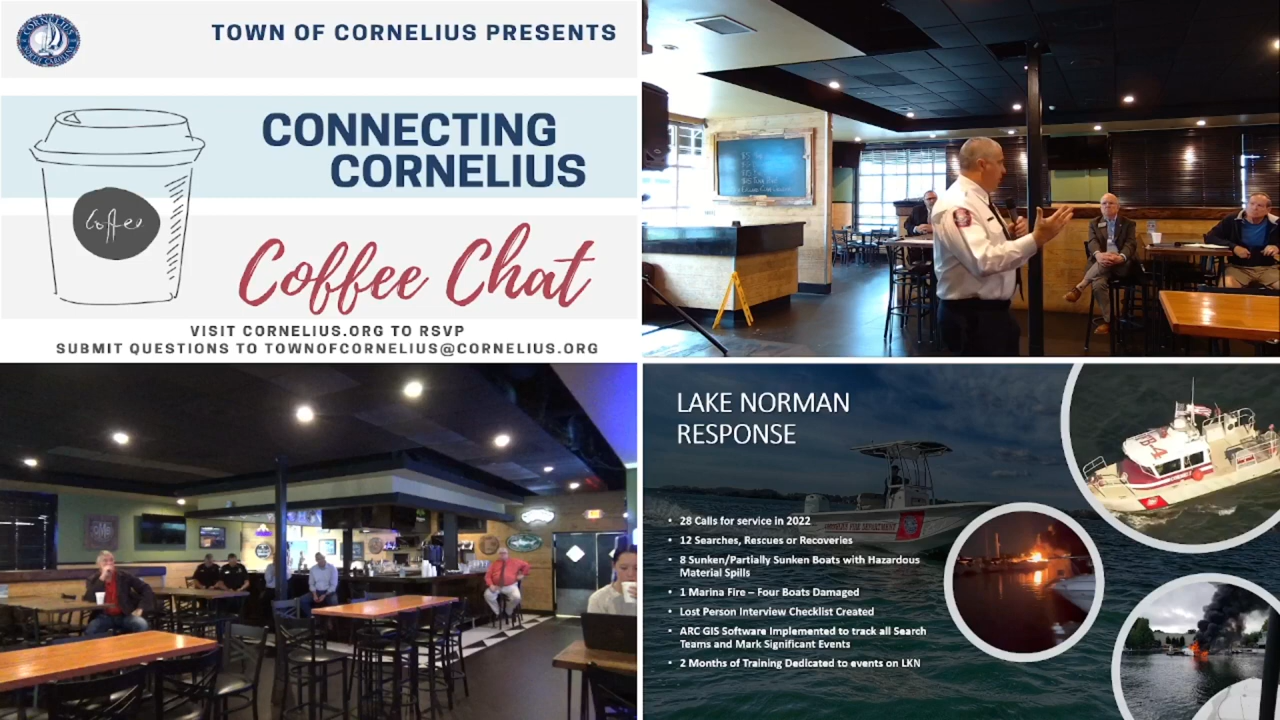 TOWN OF CORNELIUS PRESENTS
CONNECTING
CORNELIUS
Coffee
Coffee Chat
VISIT CORNELIUS.ORG TO RSVP
SUBMIT QUESTIONS TO TOWNOFCORNELIUS@CORNELIUS.ORG
LAKE NORMAN
RESPONSE
• 28 Calls for service in 2022
• 12 Searches, Rescues or Recoveries
• 8 Sunken/Partially Sunken Boats with Hazardous
Material Spills
• 1 Marina Fire – Four Boats Damaged
• Lost Person Interview Checklist Created
• ARC GIS Software Implemented to track all Search
Teams and Mark Significant Events
• 2 Months of Training Dedicated to events on LKN